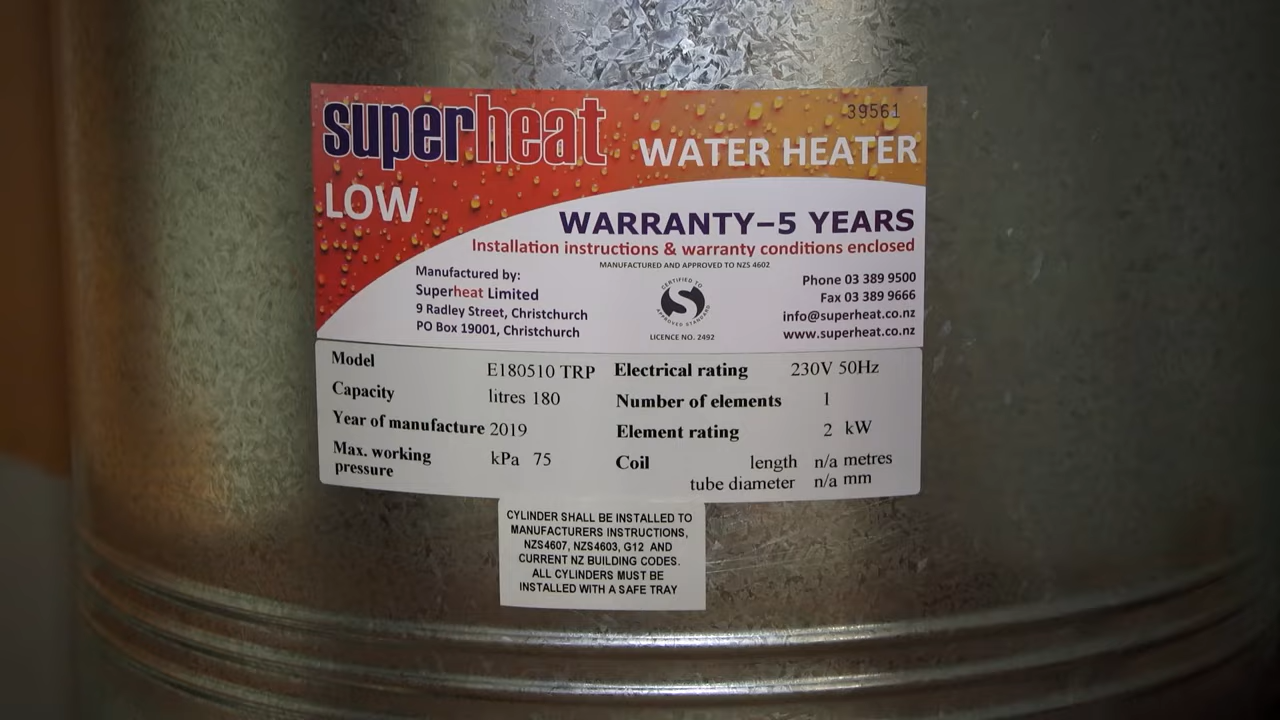 superheat
39561
WATER HEATER
LOW
WARRANTY–5 YEARS
Installation instructions & warranty conditions enclosed
MANUFACTURED AND APPROVED TO NZS 4602
Manufactured by:
Superheat Limited
9 Radley Street, Christchurch
PO Box 19001, Christchurch
CERTIFIED TO
APPROVED STANDARD
LICENCE NO. 2492
Phone 03 389 9500
Fax 03 389 9666
info@superheat.co.nz
www.superheat.co.nz
Model E180510 TRP
Capacity litres 180
Year of manufacture 2019
Max. working pressure kPa 75
Electrical rating 230V 50Hz
Number of elements 1
Element rating 2 kW
Coil length n/a metres
tube diameter n/a mm
CYLINDER SHALL BE INSTALLED TO
MANUFACTURERS INSTRUCTIONS,
NZS4607, NZS4603, G12 AND
CURRENT NZ BUILDING CODES.
ALL CYLINDERS MUST BE
INSTALLED WITH A SAFE TRAY